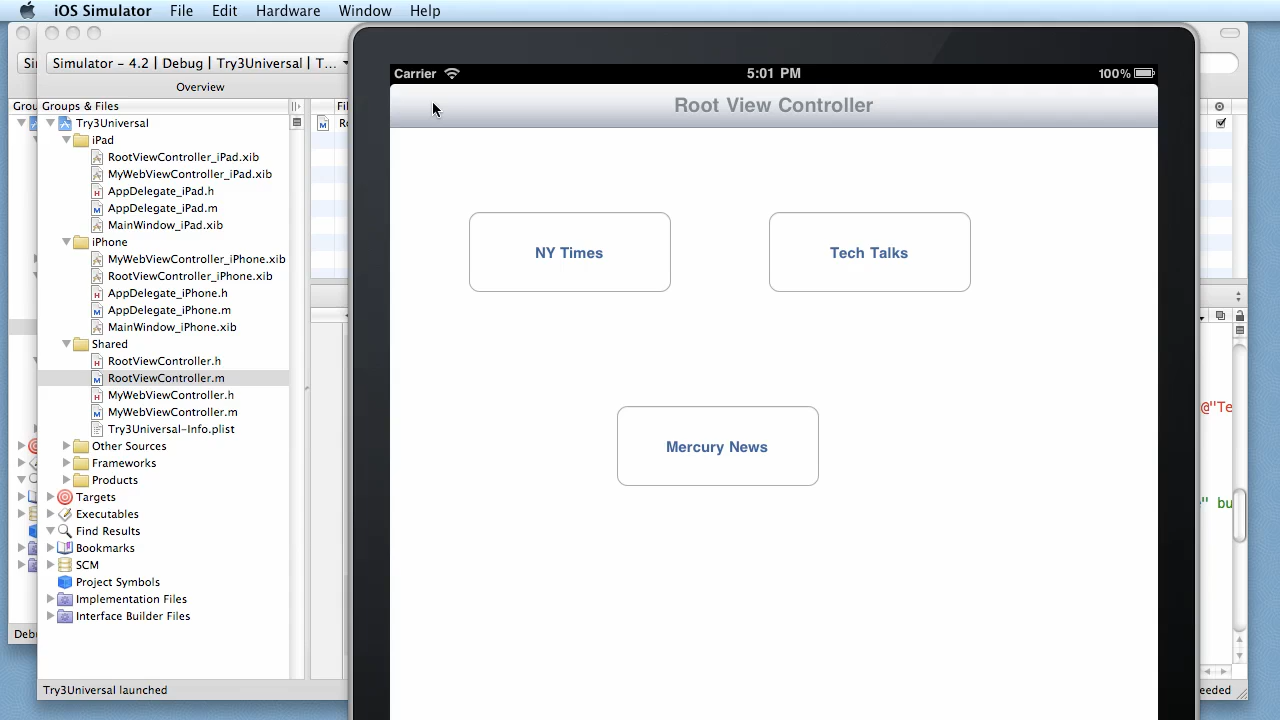 iOS Simulator File Edit Hardware Window Help
Simulator - 4.2 | Debug | Try3Universal | T...
Overview
Groups & Files
Try3Universal
iPad
RootViewController_iPad.xib
MyWebViewController_iPad.xib
AppDelegate_iPad.h
AppDelegate_iPad.m
MainWindow_iPad.xib
iPhone
MyWebViewController_iPhone.xib
RootViewController_iPhone.xib
AppDelegate_iPhone.h
AppDelegate_iPhone.m
MainWindow_iPhone.xib
Shared
RootViewController.h
RootViewController.m
MyWebViewController.h
MyWebViewController.m
Try3Universal-Info.plist
Other Sources
Frameworks
Products
Targets
Executables
Find Results
Bookmarks
SCM
Project Symbols
Implementation Files
Interface Builder Files
Try3Universal launched
Carrier 5:01 PM 100%
Root View Controller
NY Times Tech Talks
Mercury News
@"Te
" bu
eeded